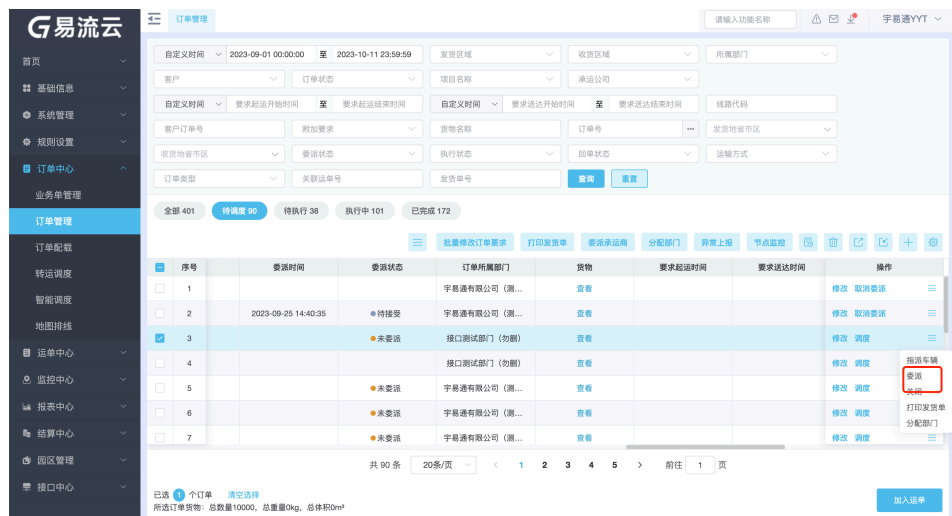 G易流云
订单管理
请输入功能名称
宇易通YYT
首页
基础信息
系统管理
规则设置
订单中心
业务单管理
订单管理
订单配载
转运调度
智能调度
地图排线
运单中心
监控中心
报表中心
结算中心
园区管理
接口中心
自定义时间 2023-09-01 00:00:00 至 2023-10-11 23:59:59 发货区域 收货区域 所属部门
客户 订单状态 项目名称 承运公司
自定义时间 要求起运开始时间 至 要求起运结束时间 自定义时间 要求送达开始时间 至 要求送达结束时间 线路代码
客户订单号 附加要求 货物名称 订单号 发货地省市区
收货地省市区 委派状态 执行状态 回单状态 运输方式
订单类型 关联运单号 发货单号 查询 重置
全部 401 待调度 90 待执行 38 执行中 101 已完成 172
批量修改订单要求 打印发货单 委派承运商 分配部门 异常上报 节点监控
序号 委派时间 委派状态 订单所属部门 货物 要求起运时间 要求送达时间 操作
1 宇易通有限公司（测... 查看 修改 取消委派
2 2023-09-25 14:40:35 待接受 宇易通有限公司（测... 查看 修改 取消委派
3 未委派 接口测试部门（勿删） 查看 修改 调度
4 接口测试部门（勿删） 查看 修改 调度
5 未委派 宇易通有限公司（测... 查看 修改 调度
6 未委派 宇易通有限公司（测... 查看 修改 调度
7 未委派 宇易通有限公司（测... 查看 修改 调度
指派车辆
委派
关闭
打印发货单
分配部门
共 90 条 20条/页 1 2 3 4 5 前往 1 页
已选 1 个订单 清空选择
所选订单货物：总数量10000，总重量0kg，总体积0m³
加入运单